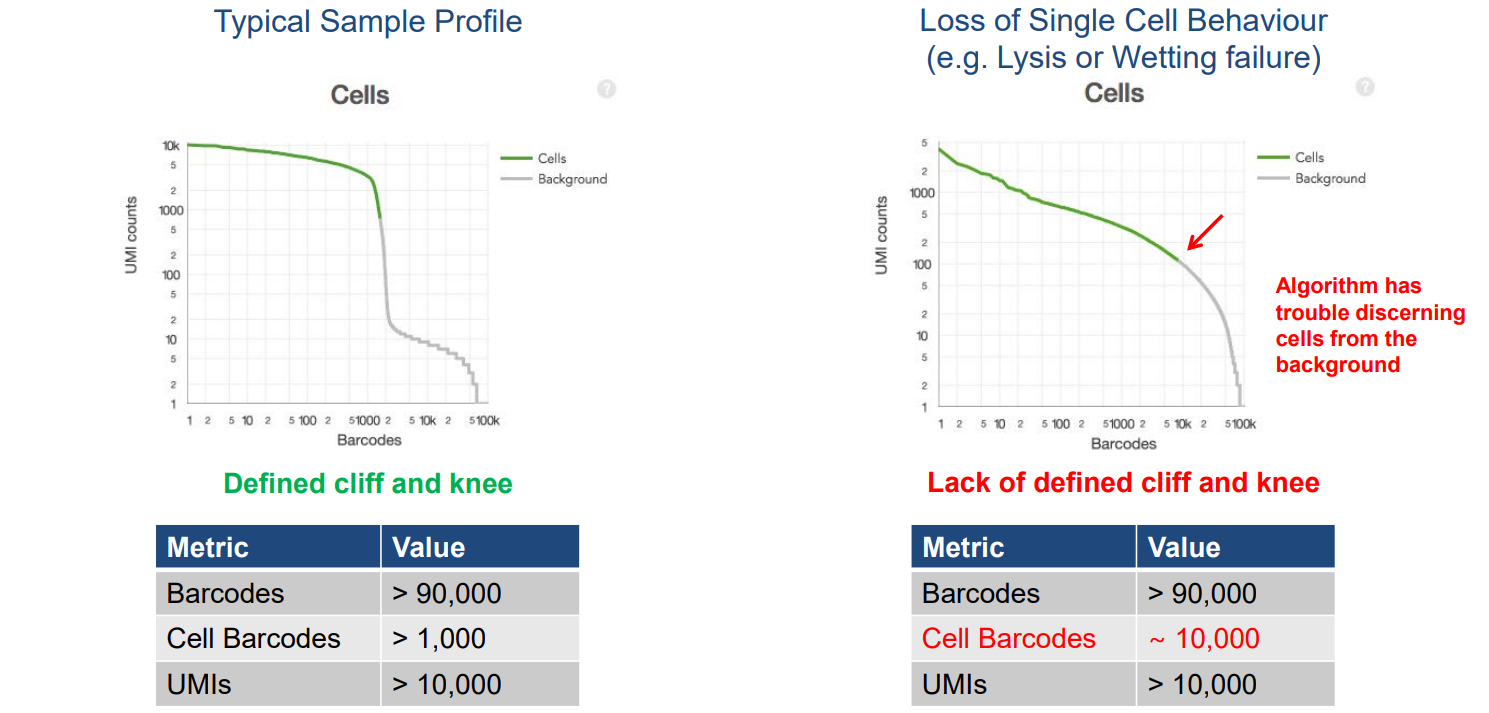 Typical Sample Profile
Cells
?
10k
5
2
1000
5
2
100
5
2
10
5
2
1
UMI counts
1 2 5 10 2 5 100 2 5 1000 2 5 10k 2 5 100k
Barcodes
Cells
Background
Defined cliff and knee
Metric Value
Barcodes > 90,000
Cell Barcodes > 1,000
UMIs > 10,000
Loss of Single Cell Behaviour
(e.g. Lysis or Wetting failure)
Cells
?
5
2
1000
5
2
100
5
2
10
5
2
1
UMI counts
1 2 5 10 2 5 100 2 5 1000 2 5 10k 2 5 100k
Barcodes
Cells
Background
Algorithm has
trouble discerning
cells from the
background
Lack of defined cliff and knee
Metric Value
Barcodes > 90,000
Cell Barcodes ~ 10,000
UMIs > 10,000